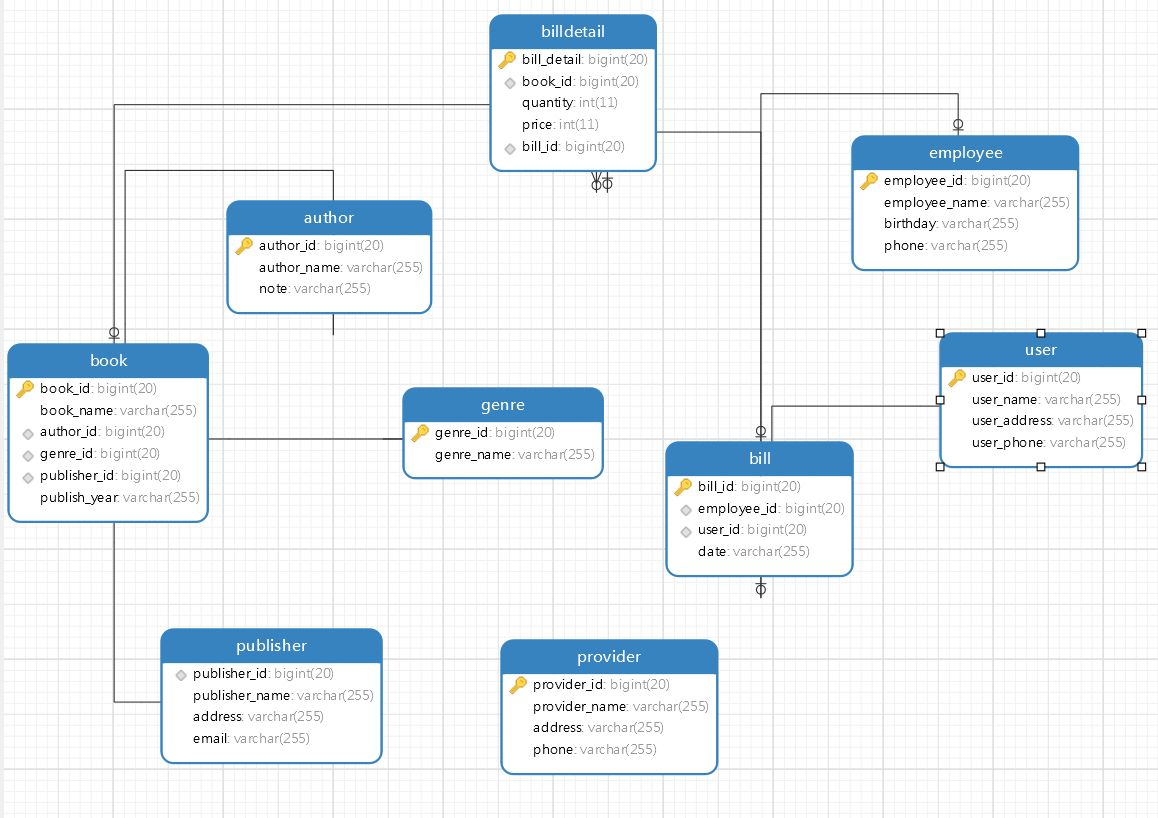 billdetail
bill_detail: bigint(20)
book_id: bigint(20)
quantity: int(11)
price: int(11)
bill_id: bigint(20)
employee
employee_id: bigint(20)
employee_name: varchar(255)
birthday: varchar(255)
phone: varchar(255)
author
author_id: bigint(20)
author_name: varchar(255)
note: varchar(255)
book
book_id: bigint(20)
book_name: varchar(255)
author_id: bigint(20)
genre_id: bigint(20)
publisher_id: bigint(20)
publish_year: varchar(255)
genre
genre_id: bigint(20)
genre_name: varchar(255)
user
user_id: bigint(20)
user_name: varchar(255)
user_address: varchar(255)
user_phone: varchar(255)
bill
bill_id: bigint(20)
employee_id: bigint(20)
user_id: bigint(20)
date: varchar(255)
publisher
publisher_id: bigint(20)
publisher_name: varchar(255)
address: varchar(255)
email: varchar(255)
provider
provider_id: bigint(20)
provider_name: varchar(255)
address: varchar(255)
phone: varchar(255)